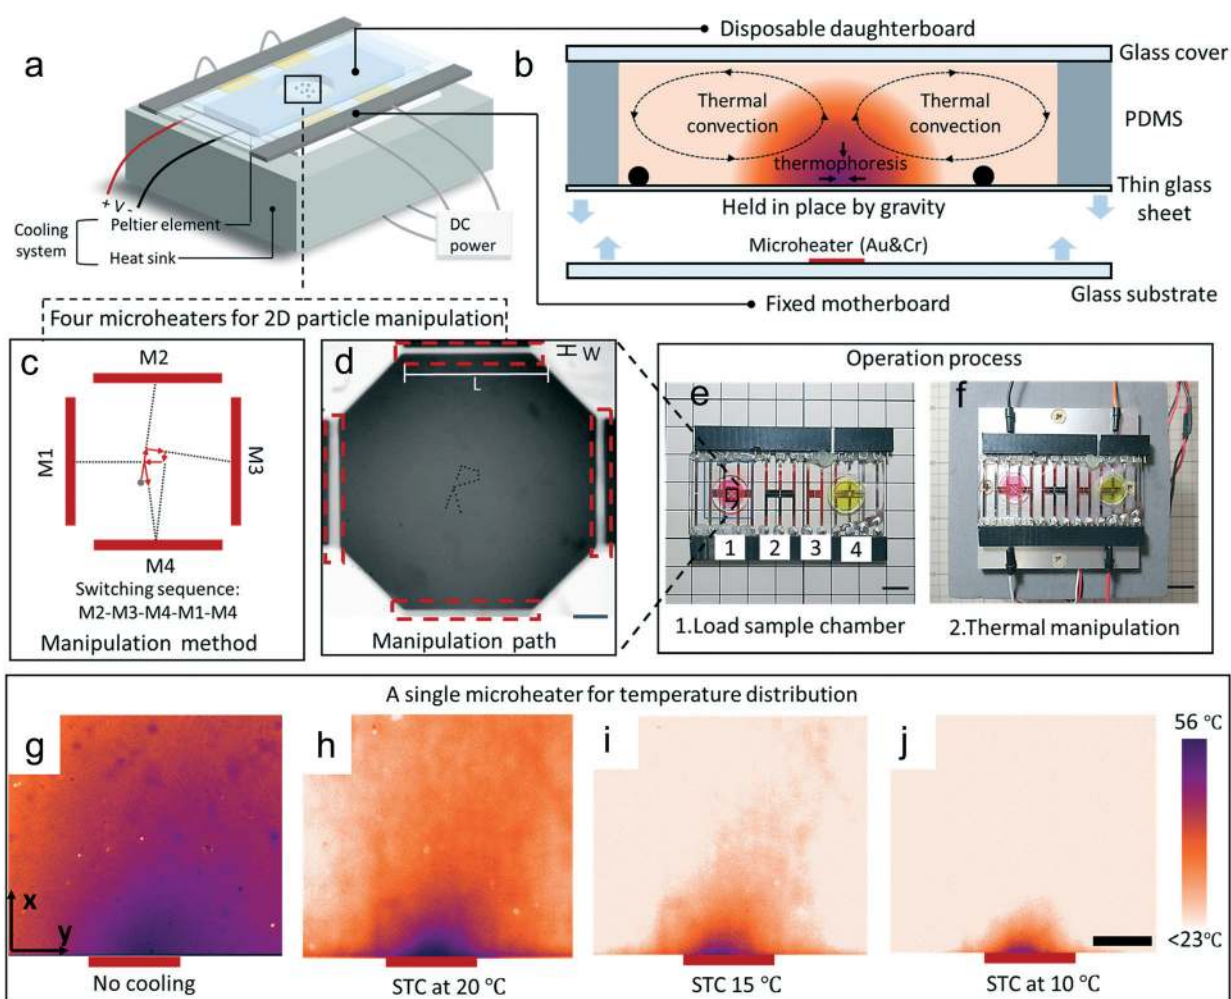 a
Disposable daughterboard
+ V -
Cooling system
Peltier element
Heat sink
DC power
b
Glass cover
Thermal convection
Thermal convection
PDMS
thermophoresis
Thin glass sheet
Held in place by gravity
Microheater (Au&Cr)
Glass substrate
Fixed motherboard
Four microheaters for 2D particle manipulation
c
M2
M1
M3
M4
Switching sequence:
M2-M3-M4-M1-M4
Manipulation method
d
W
L
Manipulation path
Operation process
e
1
2
3
4
1.Load sample chamber
f
2.Thermal manipulation
A single microheater for temperature distribution
g
x
y
No cooling
h
STC at 20 ℃
i
STC 15 ℃
j
STC at 10 ℃
56 ℃
<23℃